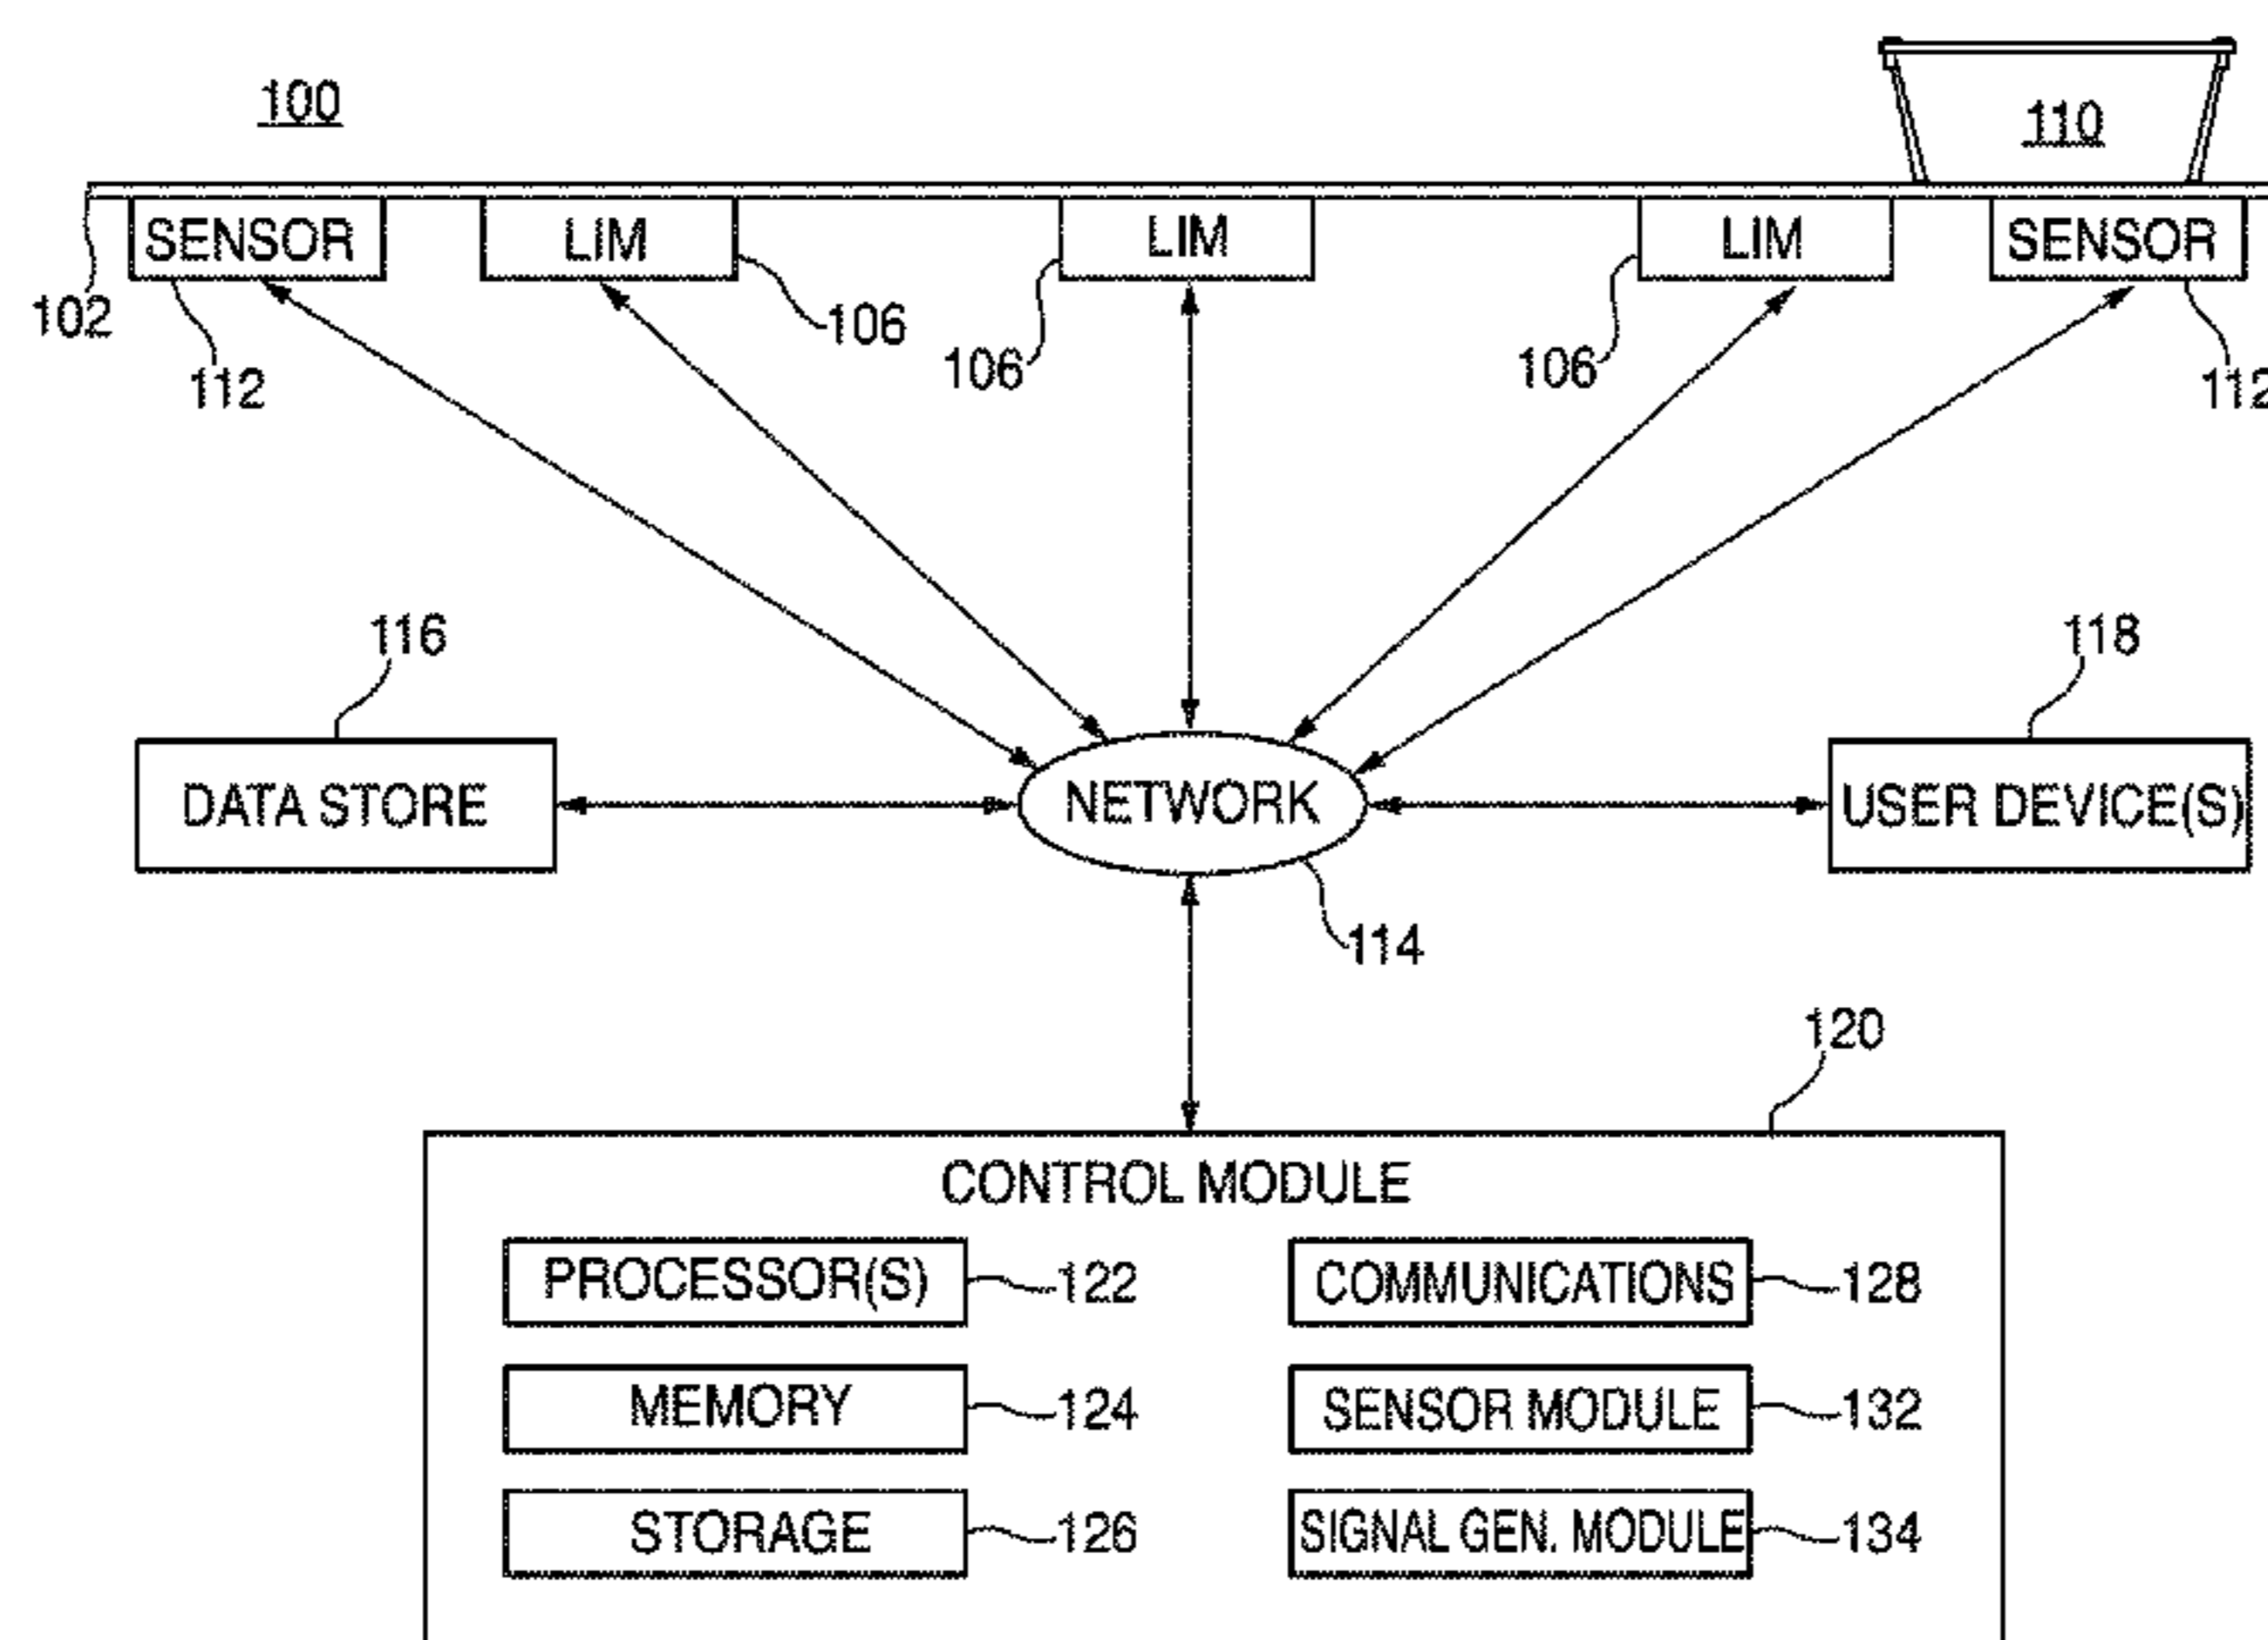 100
110
SENSOR
LIM
LIM
LIM
SENSOR
102
112
106
106
106
112
116
118
DATA STORE
NETWORK
USER DEVICE(S)
114
120
CONTROL MODULE
PROCESSOR(S) 122
COMMUNICATIONS 128
MEMORY 124
SENSOR MODULE 132
STORAGE 126
SIGNAL GEN. MODULE 134